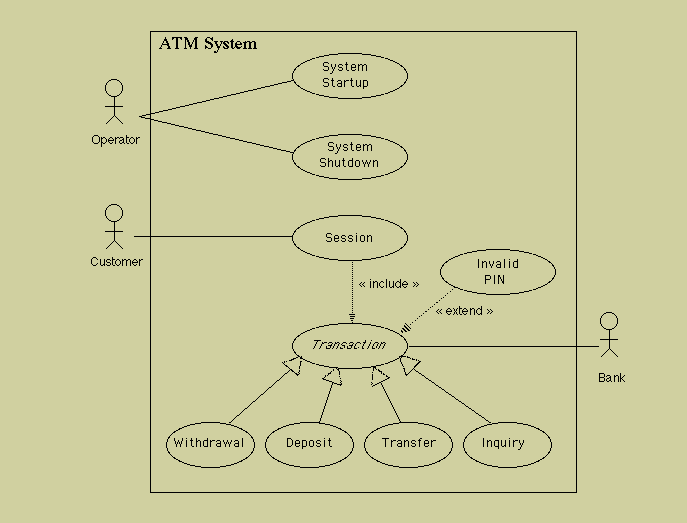 ATM System
System
Startup
Operator
System
Shutdown
Customer
Session
Invalid
PIN
« include »
« extend »
Transaction
Bank
Withdrawal
Deposit
Transfer
Inquiry